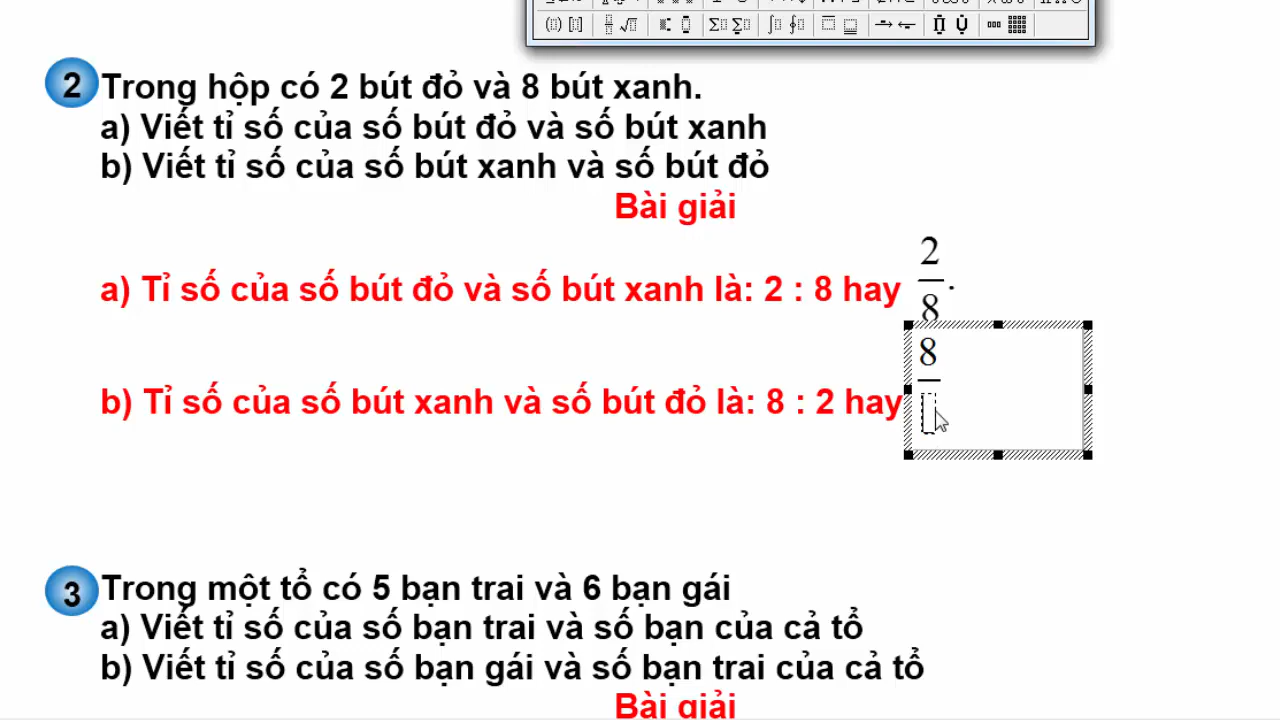 2 Trong hộp có 2 bút đỏ và 8 bút xanh.
a) Viết tỉ số của số bút đỏ và số bút xanh
b) Viết tỉ số của số bút xanh và số bút đỏ
Bài giải
a) Tỉ số của số bút đỏ và số bút xanh là: 2 : 8 hay 2/8.
b) Tỉ số của số bút xanh và số bút đỏ là: 8 : 2 hay 8/
3 Trong một tổ có 5 bạn trai và 6 bạn gái
a) Viết tỉ số của số bạn trai và số bạn của cả tổ
b) Viết tỉ số của số bạn gái và số bạn trai của cả tổ
Bài giải